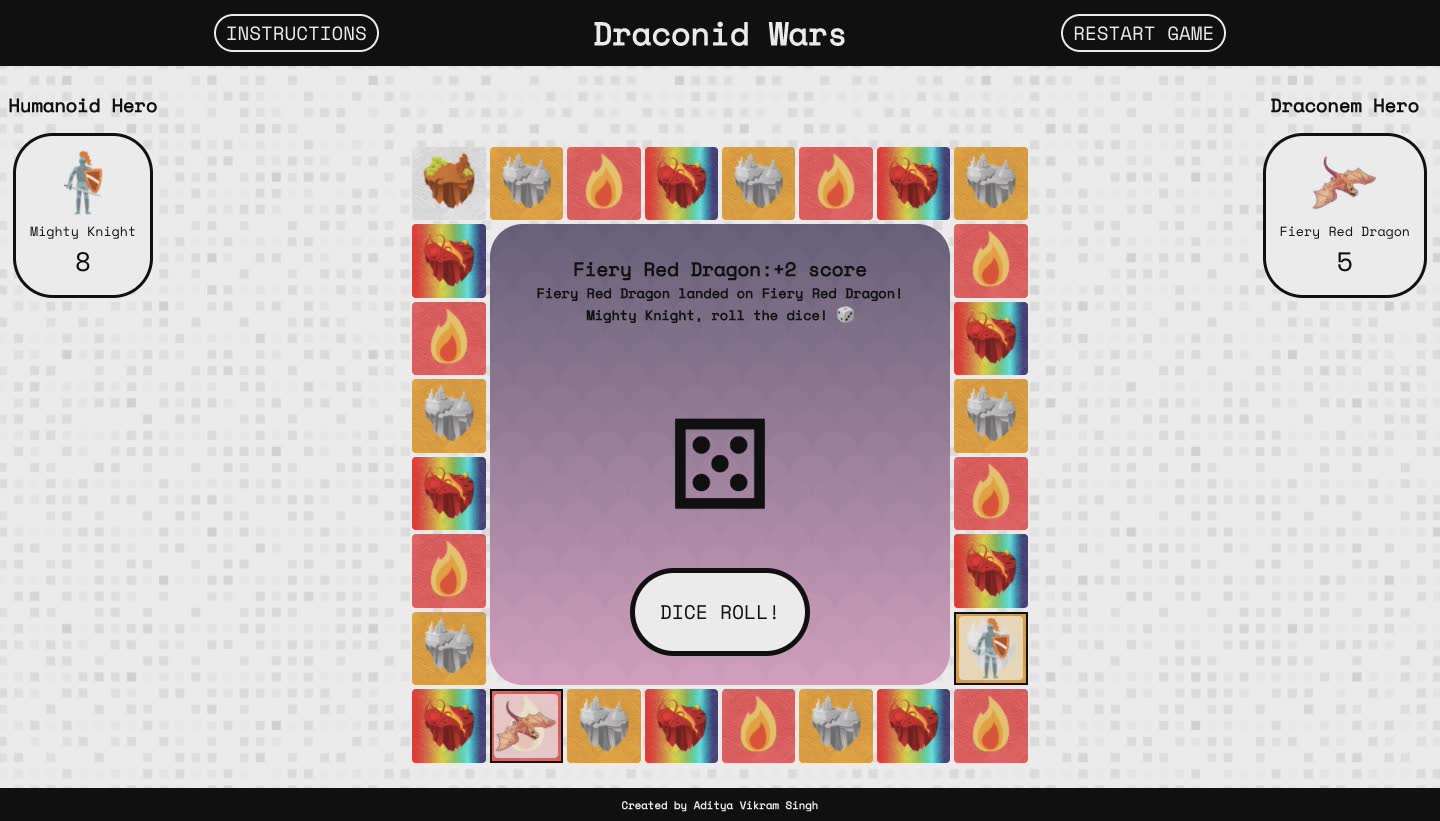 INSTRUCTIONS
Draconid Wars
RESTART GAME
Humanoid Hero
Mighty Knight
8
Draconem Hero
Fiery Red Dragon
5
Fiery Red Dragon:+2 score
Fiery Red Dragon landed on Fiery Red Dragon!
Mighty Knight, roll the dice! 🎲
DICE ROLL!
Created by Aditya Vikram Singh